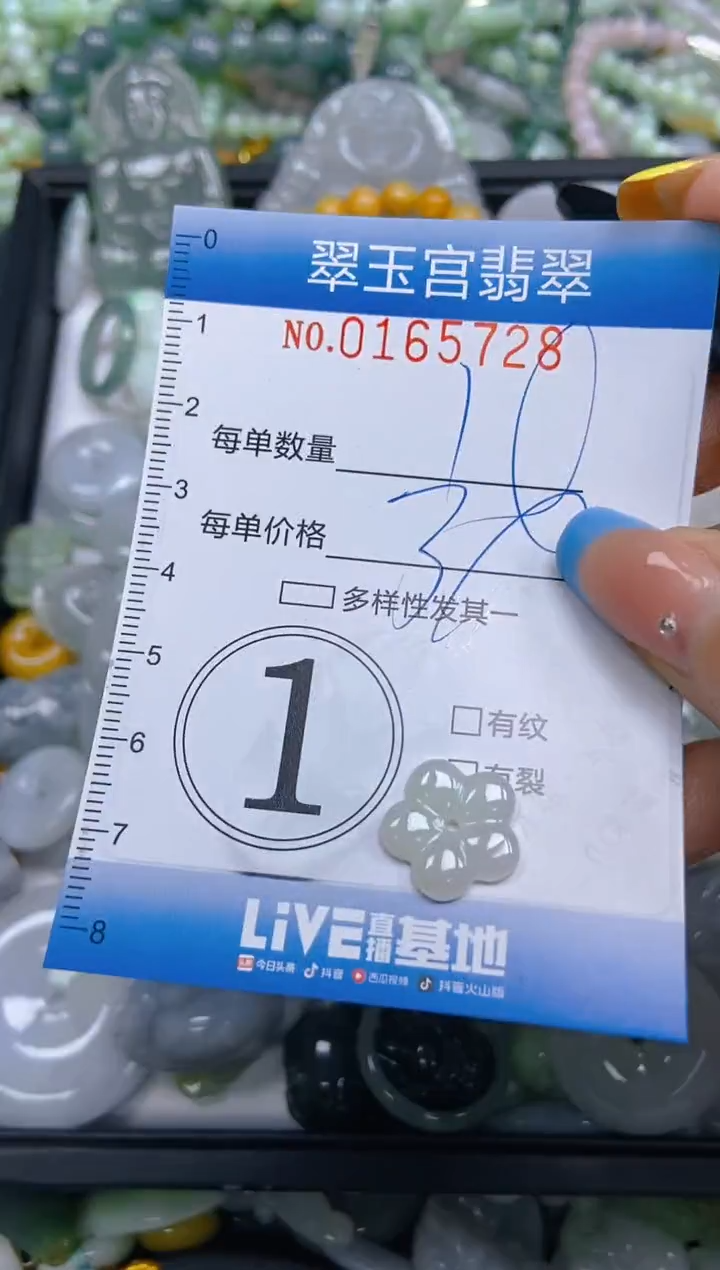 0
翠玉宫翡翠
1
NO.0165728
2
每单数量 10
3
每单价格
4
多样性发其一
5
1
6
有纹
有裂
7
8
LiVE直播基地
今日头条 抖音 西瓜视频 抖音火山版